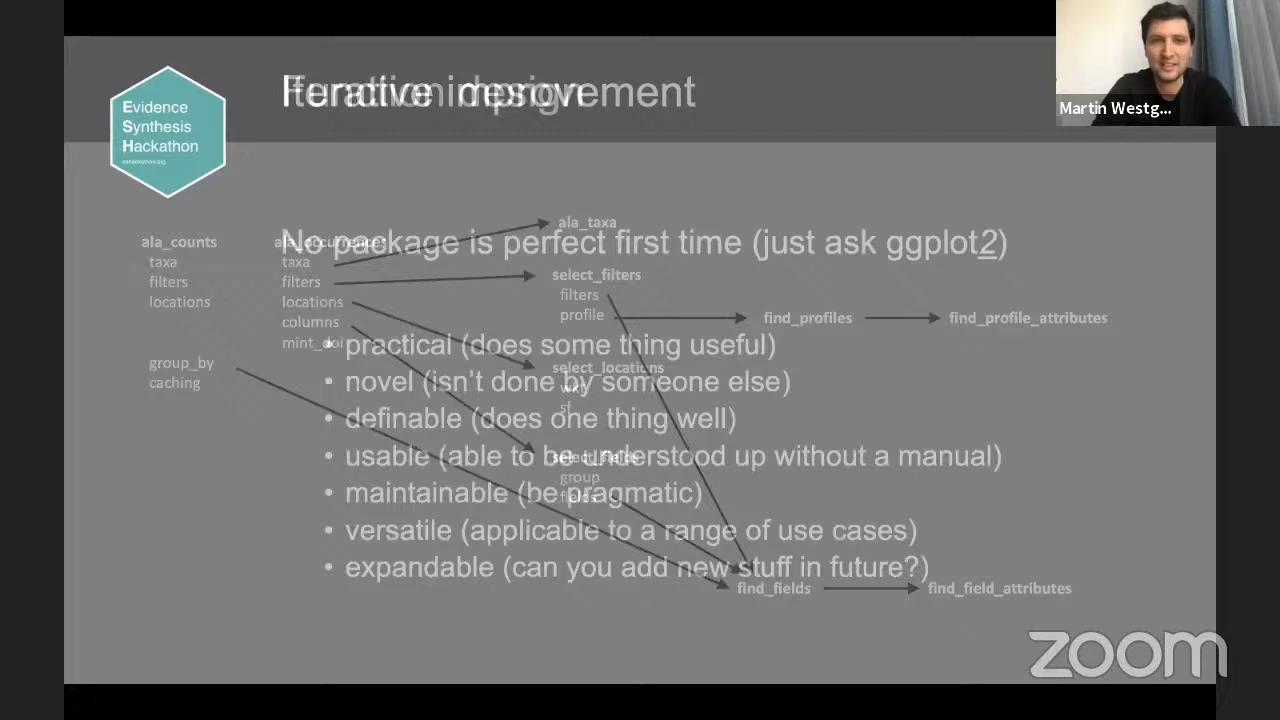 Evidence
Synthesis
Hackathon
Function design
Iterative improvement
Martin Westg...
No package is perfect first time (just ask ggplot2)
• practical (does some thing useful)
• novel (isn't done by someone else)
• definable (does one thing well)
• usable (able to be understood up without a manual)
• maintainable (be pragmatic)
• versatile (applicable to a range of use cases)
• expandable (can you add new stuff in future?)
ala_counts
taxa
filters
locations
group_by
caching
ala_occurrences
taxa
filters
locations
columns
mint_doi
ala_taxa
select_filters
filters
profile
select_locations
wkt
sf
select_fields
group
fields
find_profiles
find_profile_attributes
find_fields
find_field_attributes
zoom